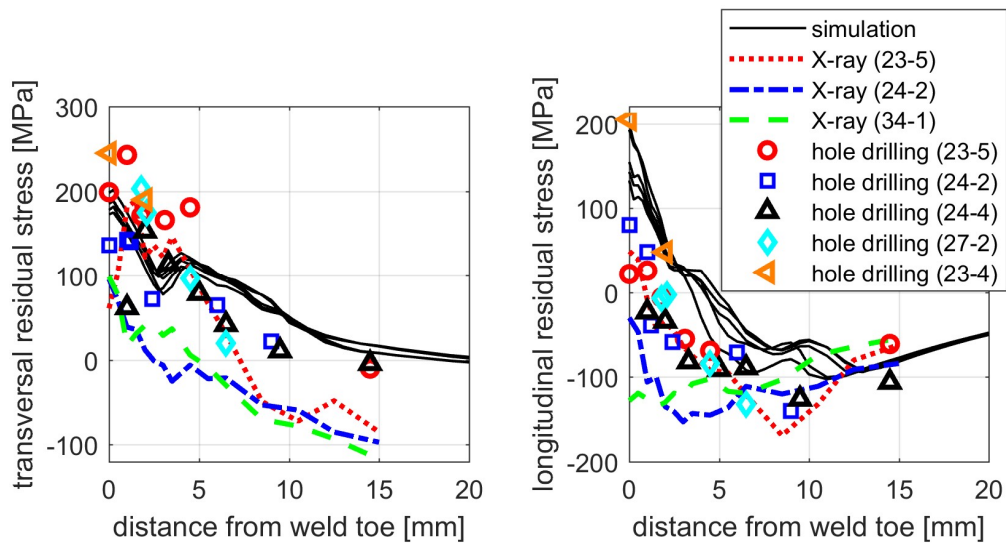 transversal residual stress [MPa]
300
200
100
0
-100
0 5 10 15 20
distance from weld toe [mm]
longitudinal residual stress [MPa]
200
100
0
-100
-200
0 5 10 15 20
distance from weld toe [mm]
simulation
X-ray (23-5)
X-ray (24-2)
X-ray (34-1)
hole drilling (23-5)
hole drilling (24-2)
hole drilling (24-4)
hole drilling (27-2)
hole drilling (23-4)